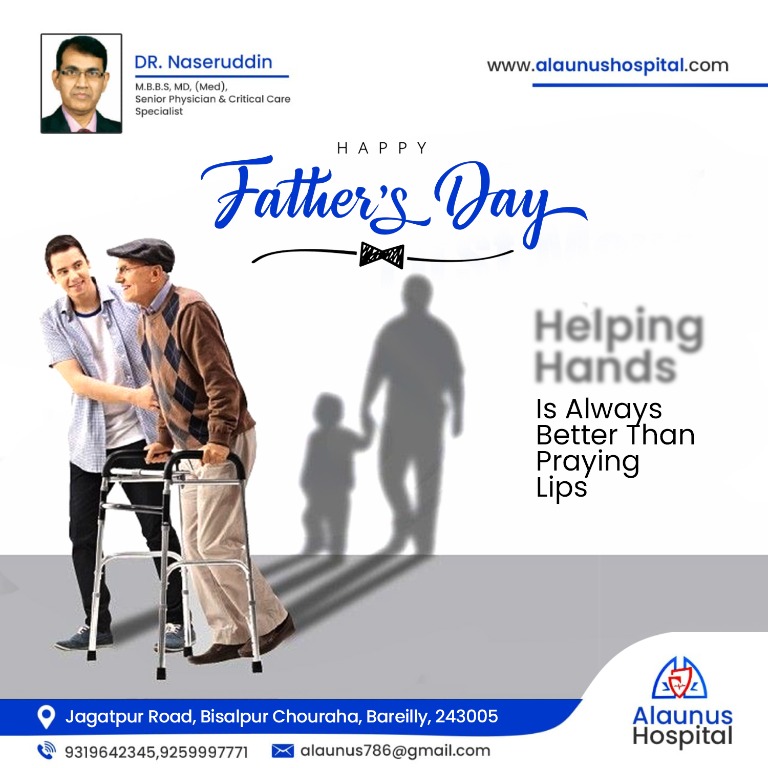 DR. Naseruddin
M.B.B.S, MD, (Med),
Senior Physician & Critical Care
Specialist
www.alaunushospital.com
HAPPY
Father's Day
Helping
Hands
Is Always
Better Than
Praying
Lips
Jagatpur Road, Bisalpur Chouraha, Bareilly, 243005
9319642345,9259997771 alaunus786@gmail.com
Alaunus
Hospital